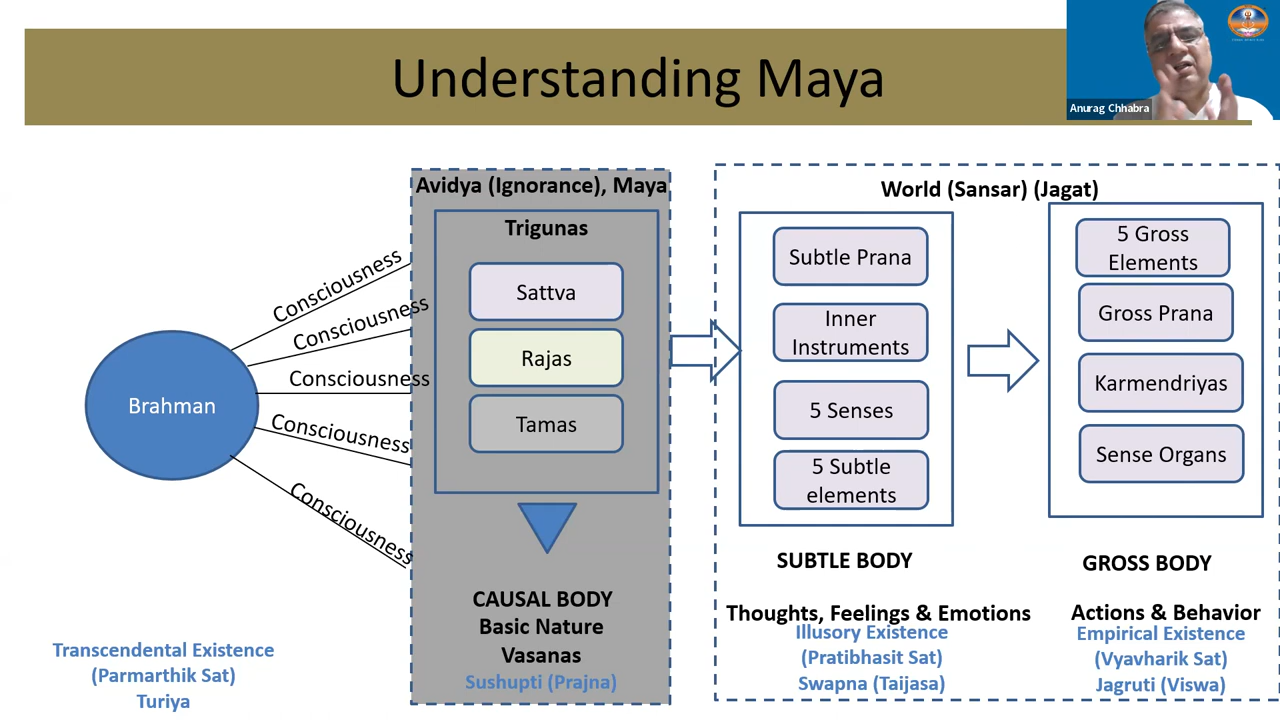 Understanding Maya
Anurag Chhabra
Avidya (Ignorance), Maya
Trigunas
Sattva
Rajas
Tamas
CAUSAL BODY
Basic Nature
Vasanas
Sushupti (Prajna)
Consciousness
Consciousness
Consciousness
Consciousness
Consciousness
Brahman
Transcendental Existence
(Parmarthik Sat)
Turiya
World (Sansar) (Jagat)
Subtle Prana
Inner
Instruments
5 Senses
5 Subtle
elements
SUBTLE BODY
Thoughts, Feelings & Emotions
Illusory Existence
(Pratibhasit Sat)
Swapna (Taijasa)
5 Gross
Elements
Gross Prana
Karmendriyas
Sense Organs
GROSS BODY
Actions & Behavior
Empirical Existence
(Vyavharik Sat)
Jagruti (Viswa)